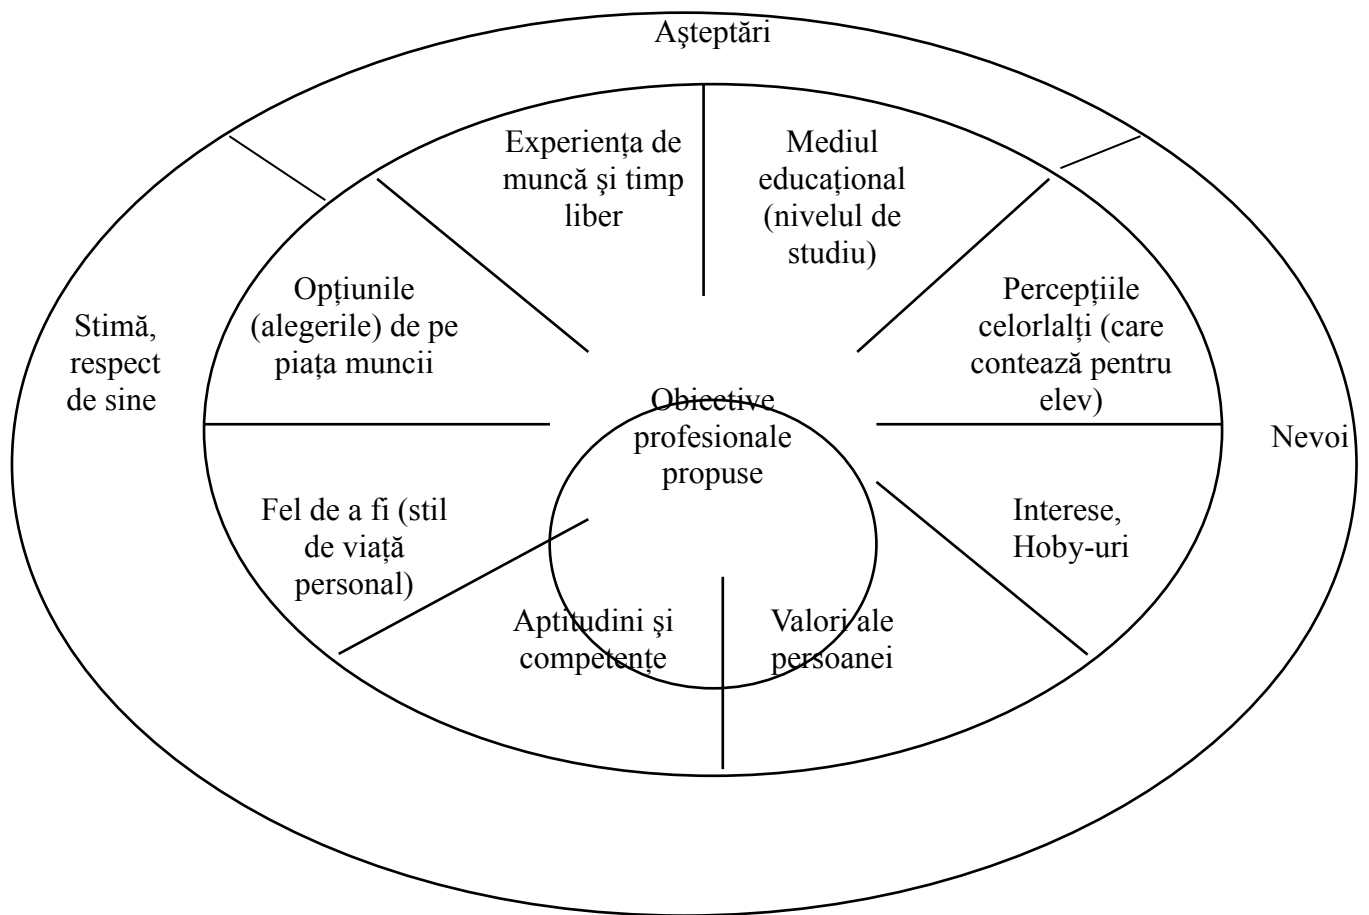 Aşteptări
Experiența de
muncă şi timp
liber
Mediul
educațional
(nivelul de
studiu)
Opțiunile
(alegerile) de pe
piața muncii
Percepțiile
celorlalți (care
contează pentru
elev)
Stimă,
respect
de sine
Obiective
profesionale
propuse
Nevoi
Fel de a fi (stil
de viață
personal)
Interese,
Hoby-uri
Aptitudini şi
competențe
Valori ale
persoanei